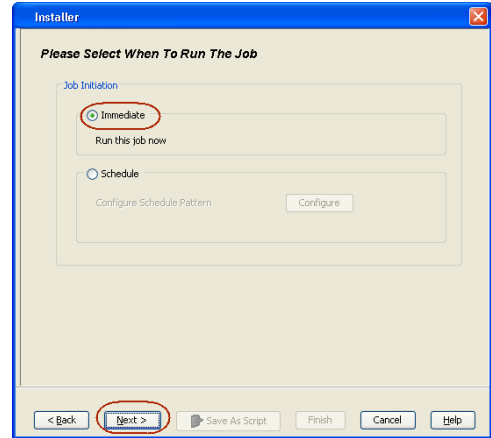 Installer
Please Select When To Run The Job
Job Initiation
Immediate
Run this job now
Schedule
Configure Schedule Pattern
Configure
< Back
Next >
Save As Script
Finish
Cancel
Help